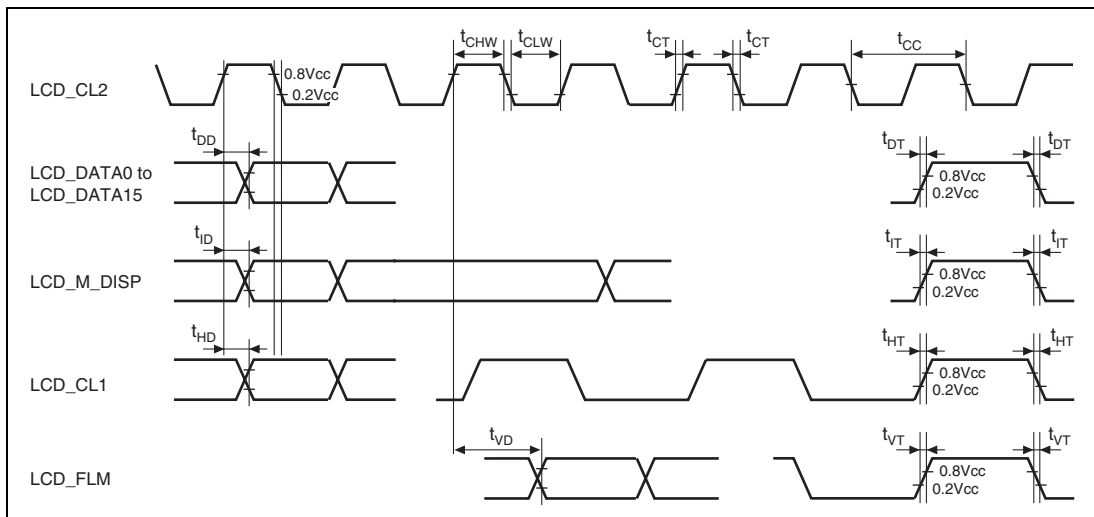 tCHW tCLW tCT tCT tCC
LCD_CL2
0.8Vcc
0.2Vcc
tDD
LCD_DATA0 to
LCD_DATA15
tDT tDT
0.8Vcc
0.2Vcc
tID
LCD_M_DISP
tIT tIT
0.8Vcc
0.2Vcc
tHD
LCD_CL1
tHT tHT
0.8Vcc
0.2Vcc
tVD
LCD_FLM
tVT tVT
0.8Vcc
0.2Vcc